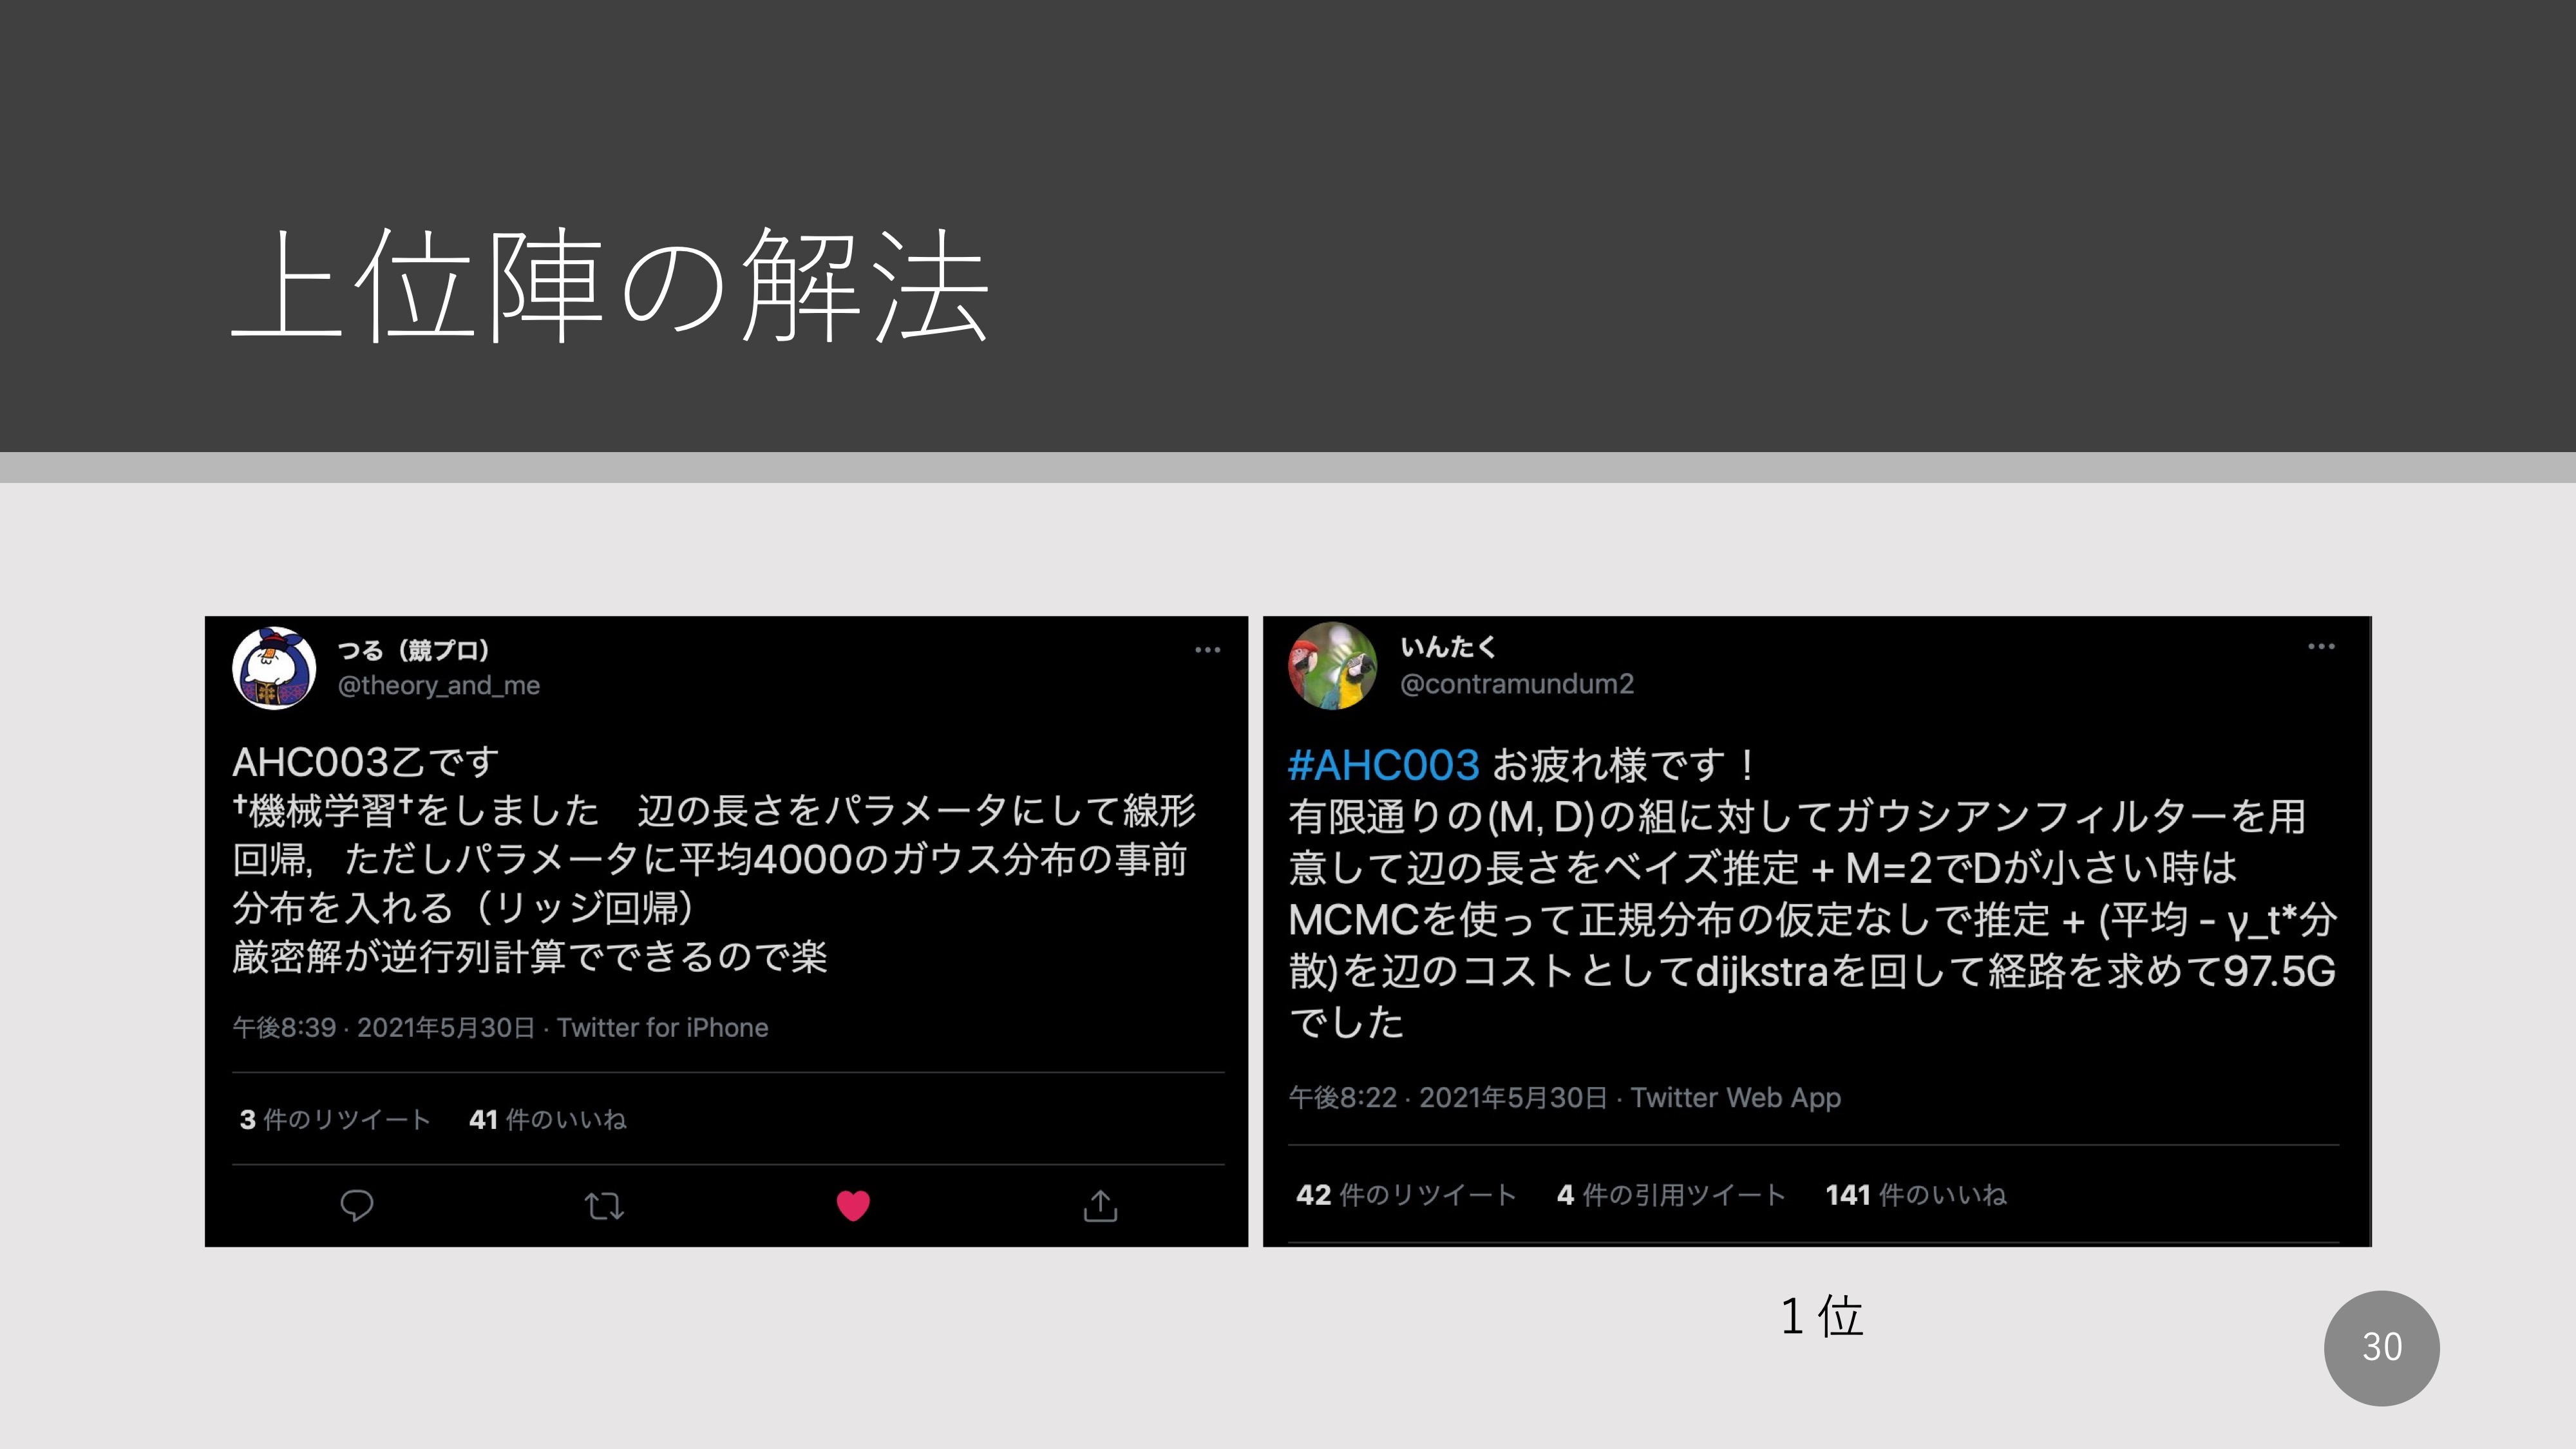 上位陣の解法
つる（競プロ）
@theory_and_me
AHC003乙です
†機械学習†をしました　辺の長さをパラメータにして線形
回帰,　ただしパラメータに平均4000のガウス分布の事前
分布を入れる（リッジ回帰）
厳密解が逆行列計算でできるので楽
午後8:39 · 2021年5月30日 · Twitter for iPhone
3 件のリツイート　41 件のいいね
いんたく
@contramundum2
#AHC003 お疲れ様です！
有限通りの(M, D)の組に対してガウシアンフィルターを用
意して辺の長さをベイズ推定 + M=2でDが小さい時は
MCMCを使って正規分布の仮定なしで推定 + (平均 - γ_t*分
散)を辺のコストとしてdijkstraを回して経路を求めて97.5G
でした
午後8:22 · 2021年5月30日 · Twitter Web App
42 件のリツイート　4 件の引用ツイート　141 件のいいね
１位
30